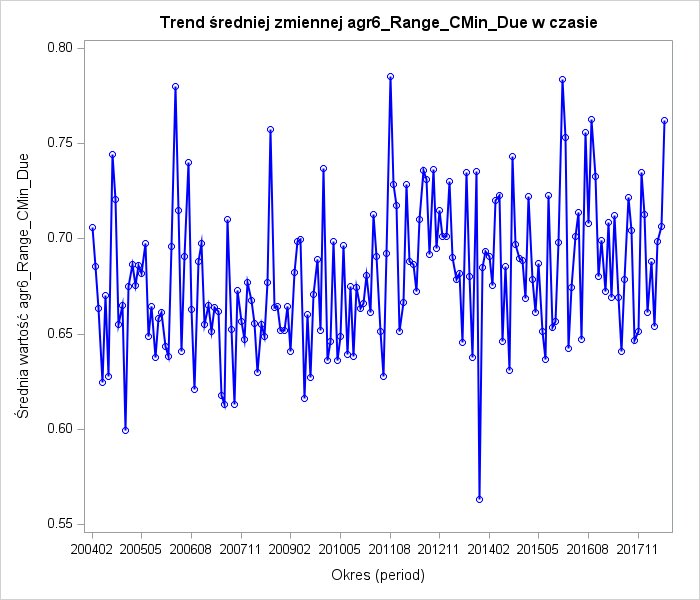 Trend średniej zmiennej agr6_Range_CMin_Due w czasie
0.80
0.75
0.70
0.65
0.60
0.55
Średnia wartość agr6_Range_CMin_Due
200402 200505 200608 200711 200902 201005 201108 201211 201402 201505 201608 201711
Okres (period)